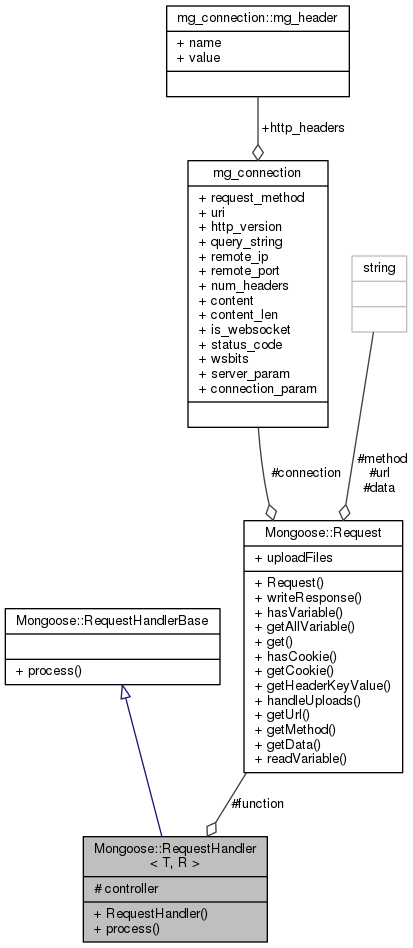 mg_connection::mg_header
+ name
+ value
+http_headers
mg_connection
+ request_method
+ uri
+ http_version
+ query_string
+ remote_ip
+ remote_port
+ num_headers
+ content
+ content_len
+ is_websocket
+ status_code
+ wsbits
+ server_param
+ connection_param
string
#connection
#method
#url
#data
Mongoose::Request
+ uploadFiles
+ Request()
+ writeResponse()
+ hasVariable()
+ getAllVariable()
+ get()
+ hasCookie()
+ getCookie()
+ getHeaderKeyValue()
+ handleUploads()
+ getUrl()
+ getMethod()
+ getData()
+ readVariable()
Mongoose::RequestHandlerBase
+ process()
#function
Mongoose::RequestHandler
< T, R >
# controller
+ RequestHandler()
+ process()